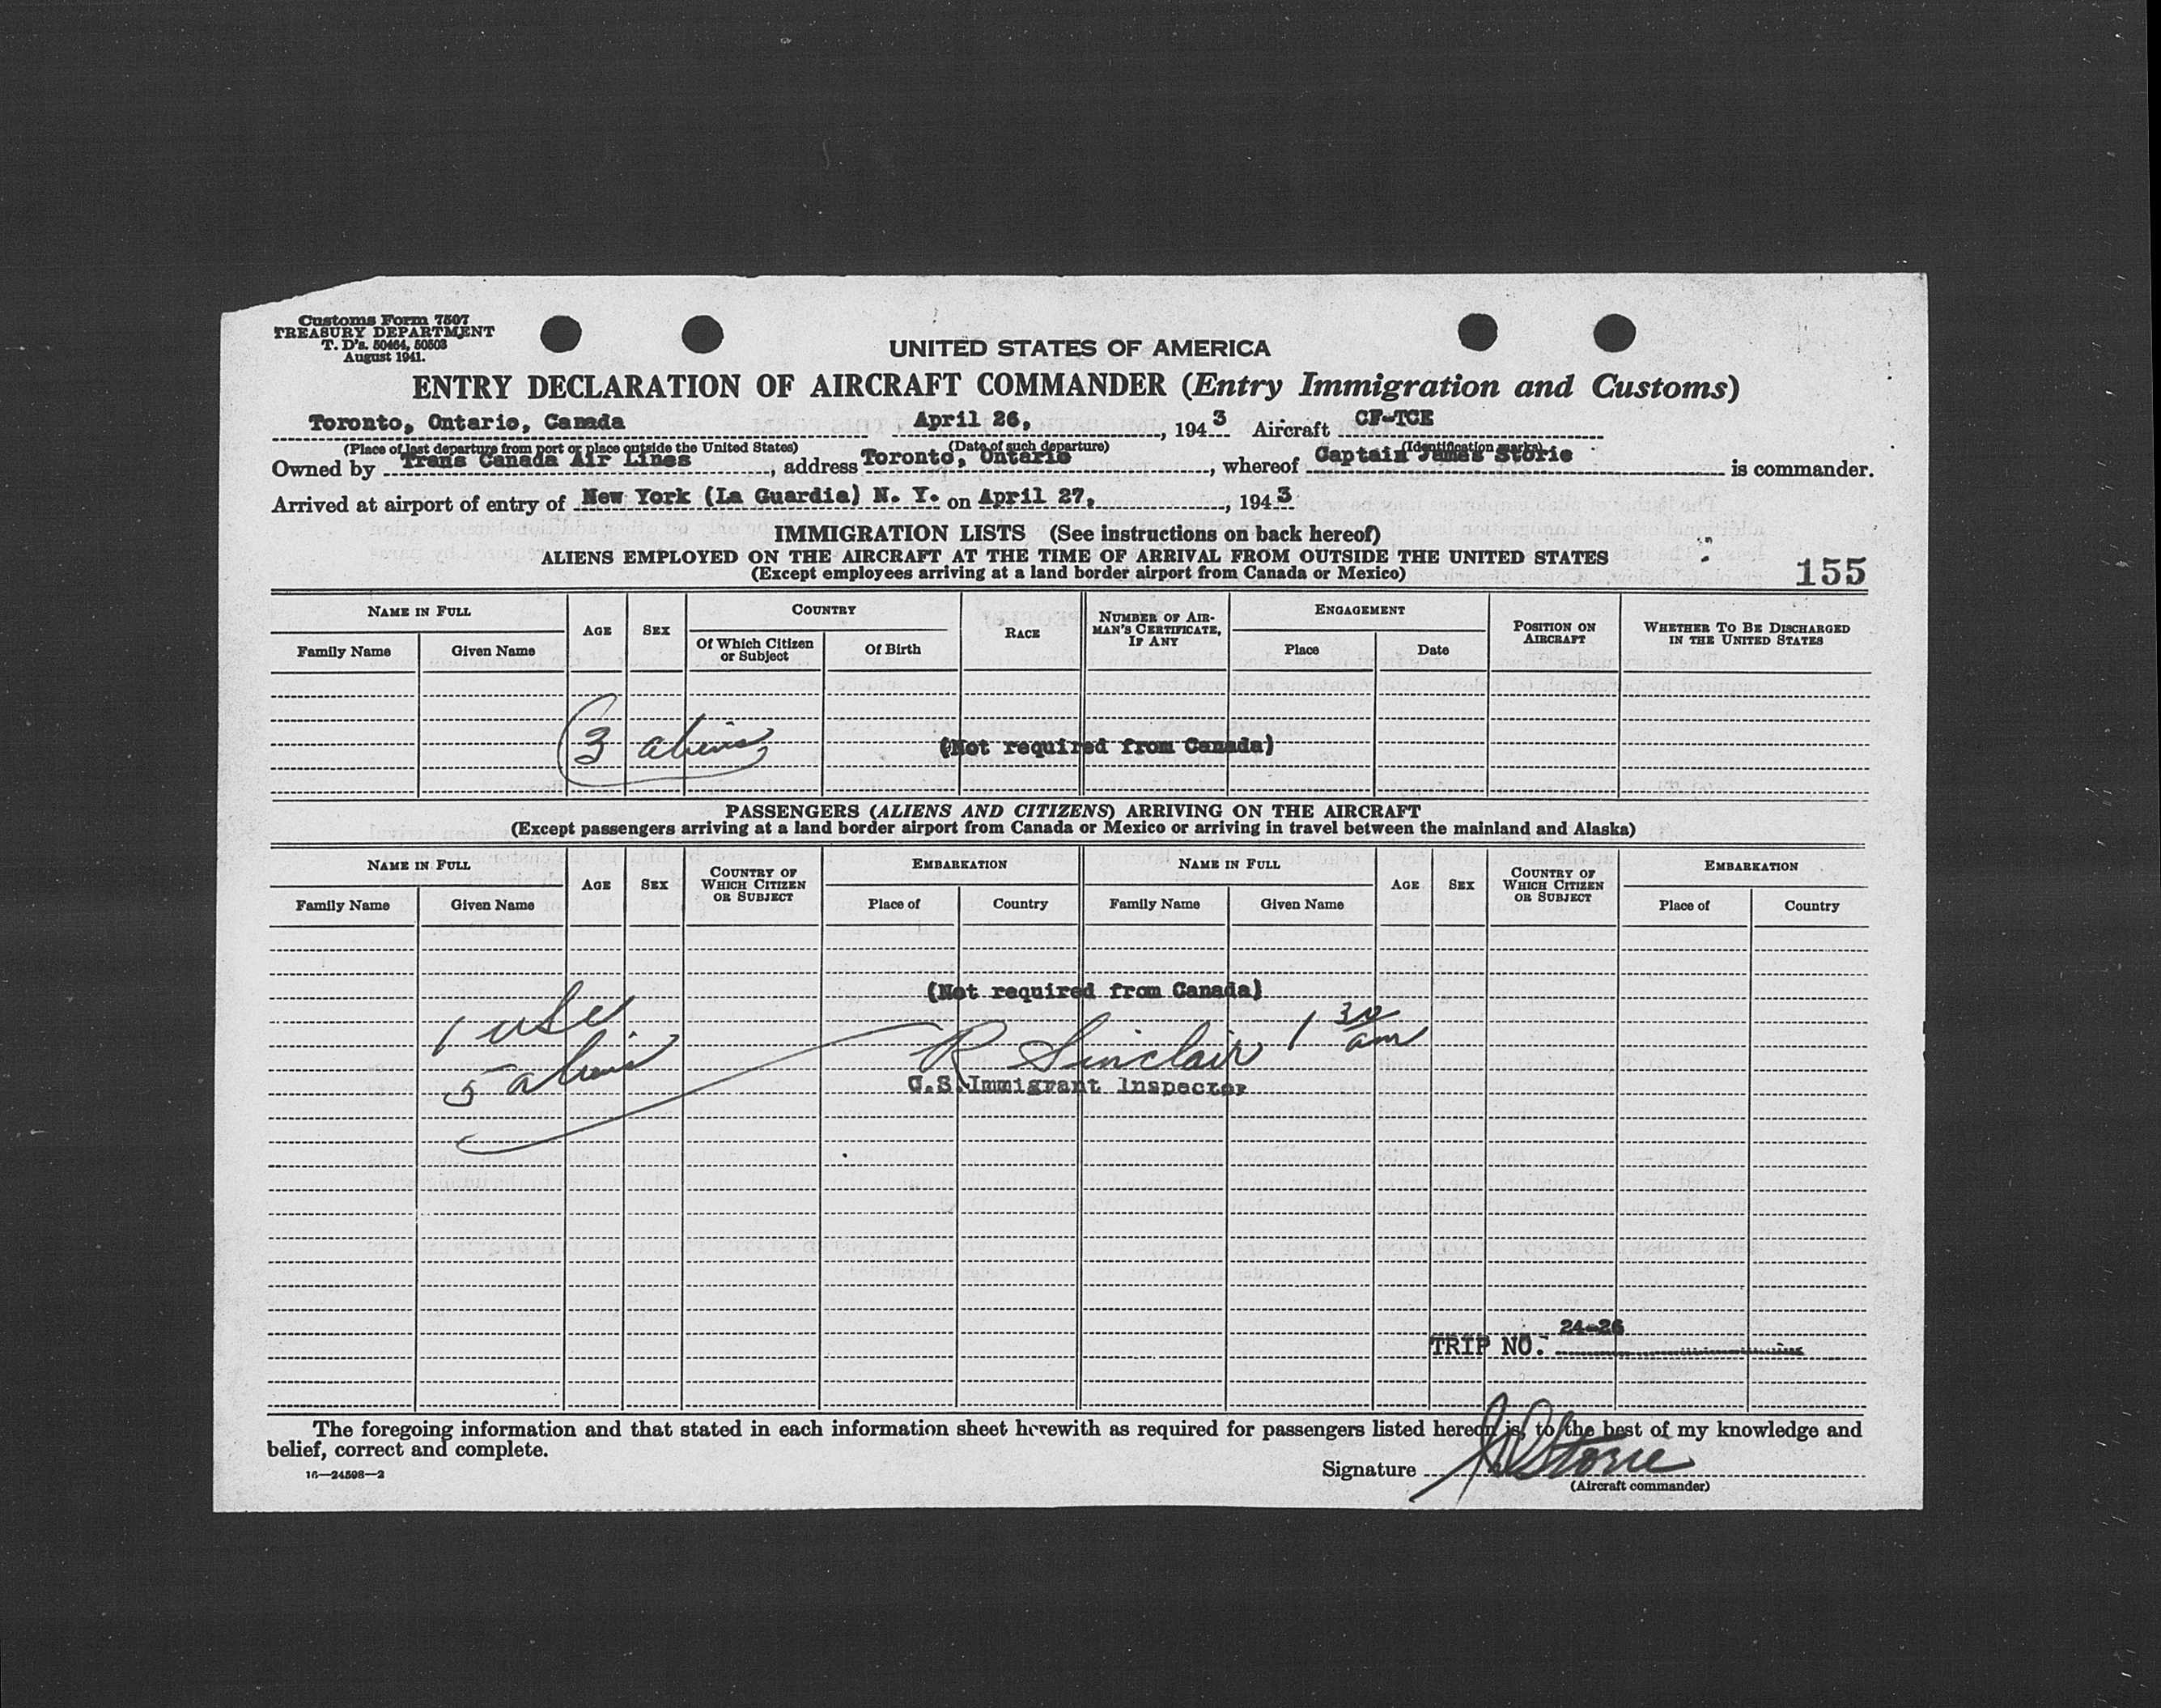 Customs Form 7507
TREASURY DEPARTMENT
T. D's. 50464, 50503
August 1941.
UNITED STATES OF AMERICA
ENTRY DECLARATION OF AIRCRAFT COMMANDER (Entry Immigration and Customs)
Toronto, Ontario, Canada April 26, , 1943 Aircraft CF-TCE
(Place of last departure from port or place outside the United States) (Date of such departure) (Identification marks)
Owned by Trans Canada Air Lines , address Toronto, Ontario , whereof Captain James Storie is commander.
Arrived at airport of entry of New York (La Guardia) N. Y. on April 27, , 1943
IMMIGRATION LISTS (See instructions on back hereof)
ALIENS EMPLOYED ON THE AIRCRAFT AT THE TIME OF ARRIVAL FROM OUTSIDE THE UNITED STATES
(Except employees arriving at a land border airport from Canada or Mexico)
155
NAME IN FULL AGE SEX COUNTRY RACE NUMBER OF AIRMAN'S CERTIFICATE, IF ANY ENGAGEMENT POSITION ON AIRCRAFT WHETHER TO BE DISCHARGED IN THE UNITED STATES
Family Name Given Name Of Which Citizen or Subject Of Birth Place Date
3 aliens (Not required from Canada)
PASSENGERS (ALIENS AND CITIZENS) ARRIVING ON THE AIRCRAFT
(Except passengers arriving at a land border airport from Canada or Mexico or arriving in travel between the mainland and Alaska)
NAME IN FULL AGE SEX COUNTRY OF WHICH CITIZEN OR SUBJECT EMBARKATION NAME IN FULL AGE SEX COUNTRY OF WHICH CITIZEN OR SUBJECT EMBARKATION
Family Name Given Name Place of Country Family Name Given Name Place of Country
(Not required from Canada)
1 USC
5 aliens
R Sinclair 1 30 am
U.S. Immigrant Inspector
24-26
TRIP NO.
The foregoing information and that stated in each information sheet herewith as required for passengers listed hereon is, to the best of my knowledge and
belief, correct and complete.
16—24598—2
Signature J Storie
(Aircraft commander)